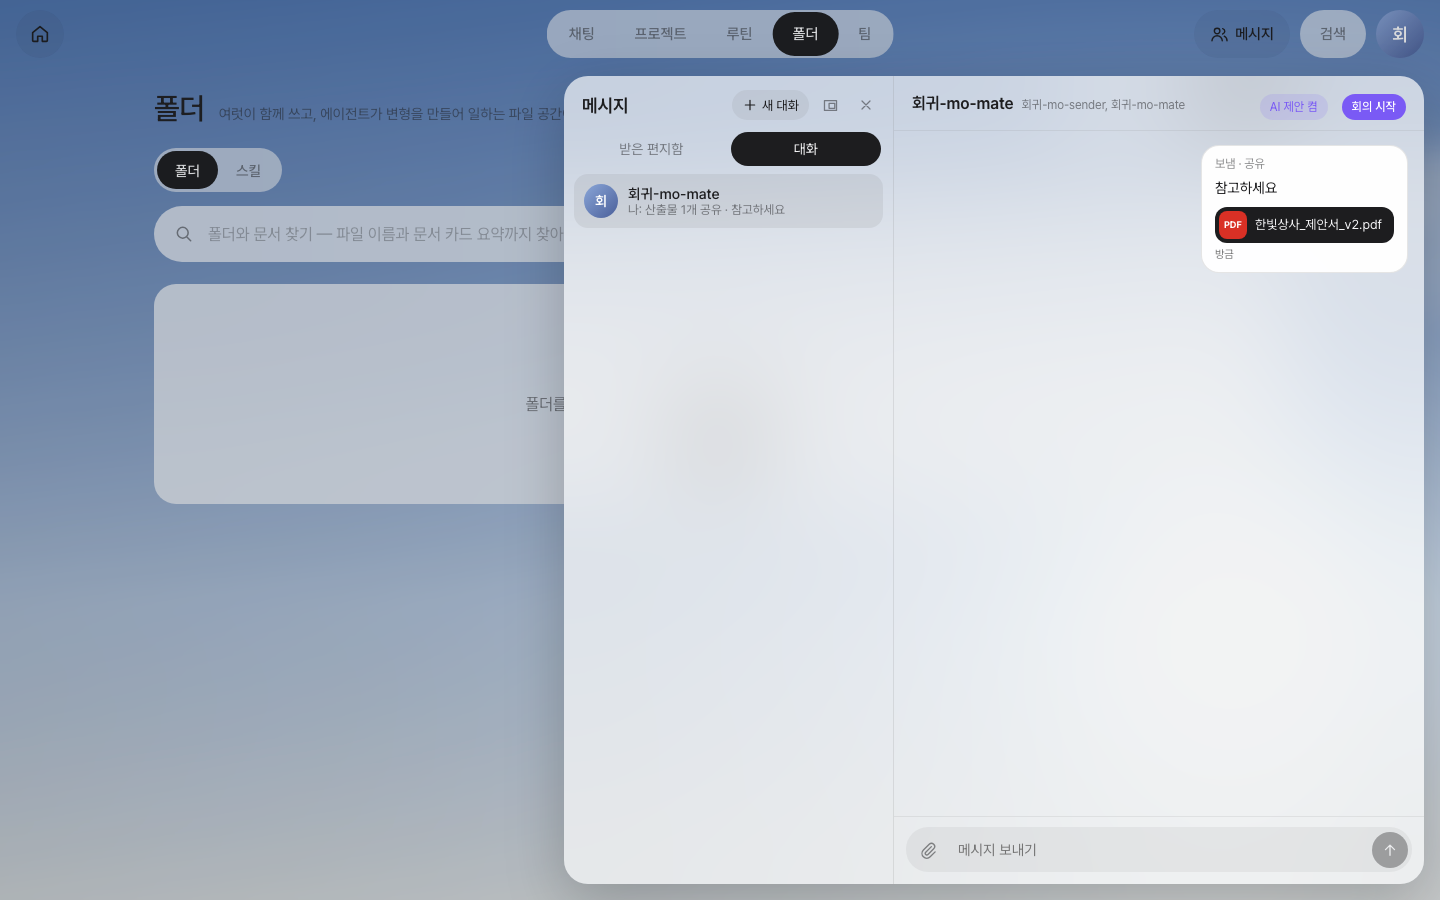 채팅
프로젝트
루틴
폴더
팀
메시지
검색
회
폴더
여럿이 함께 쓰고, 에이전트가 변형을 만들어 일하는 파일 공간
폴더
스킬
폴더와 문서 찾기 — 파일 이름과 문서 카드 요약까지 찾아
폴더를
메시지
새 대화
받은 편지함
대화
회
회귀-mo-mate
나: 산출물 1개 공유 · 참고하세요
회귀-mo-mate 회귀-mo-sender, 회귀-mo-mate
AI 제안 켬
회의 시작
보냄 · 공유
참고하세요
PDF 한빛상사_제안서_v2.pdf
방금
메시지 보내기